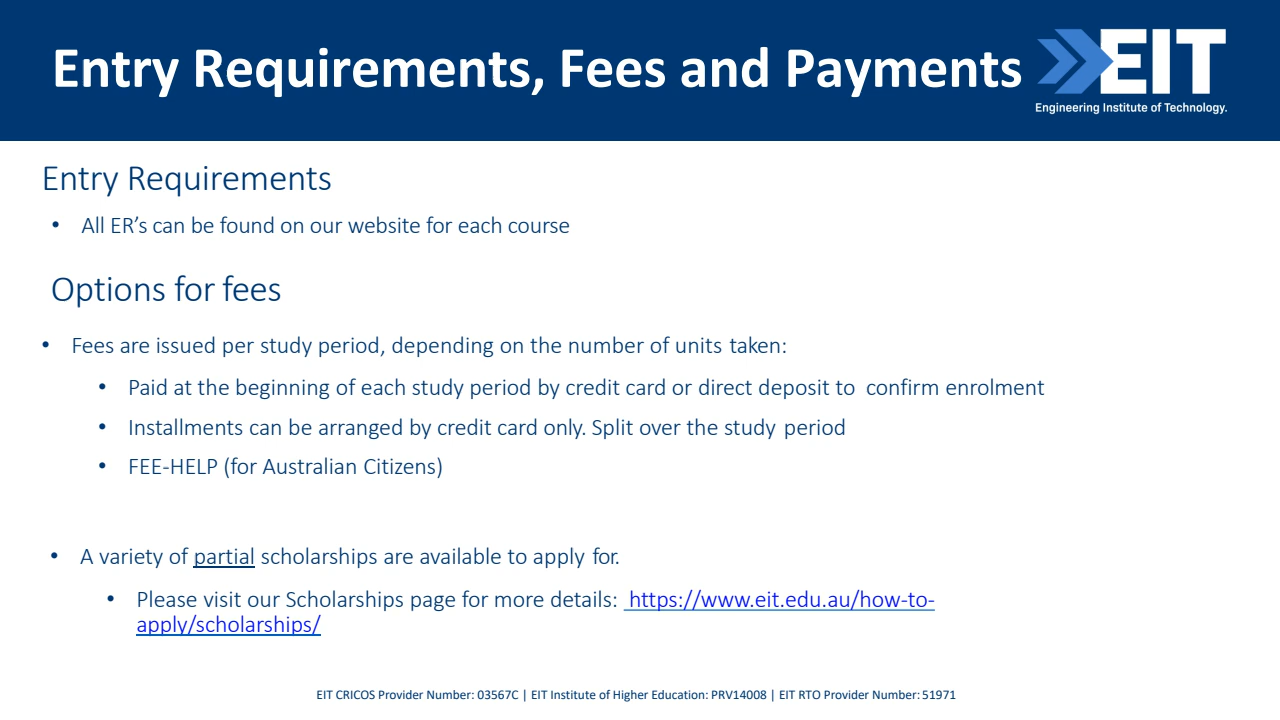 Entry Requirements, Fees and Payments
EIT
Engineering Institute of Technology.
Entry Requirements
• All ER’s can be found on our website for each course
Options for fees
• Fees are issued per study period, depending on the number of units taken:
• Paid at the beginning of each study period by credit card or direct deposit to confirm enrolment
• Installments can be arranged by credit card only. Split over the study period
• FEE-HELP (for Australian Citizens)
• A variety of partial scholarships are available to apply for.
• Please visit our Scholarships page for more details: https://www.eit.edu.au/how-to-
apply/scholarships/
EIT CRICOS Provider Number: 03567C | EIT Institute of Higher Education: PRV14008 | EIT RTO Provider Number: 51971